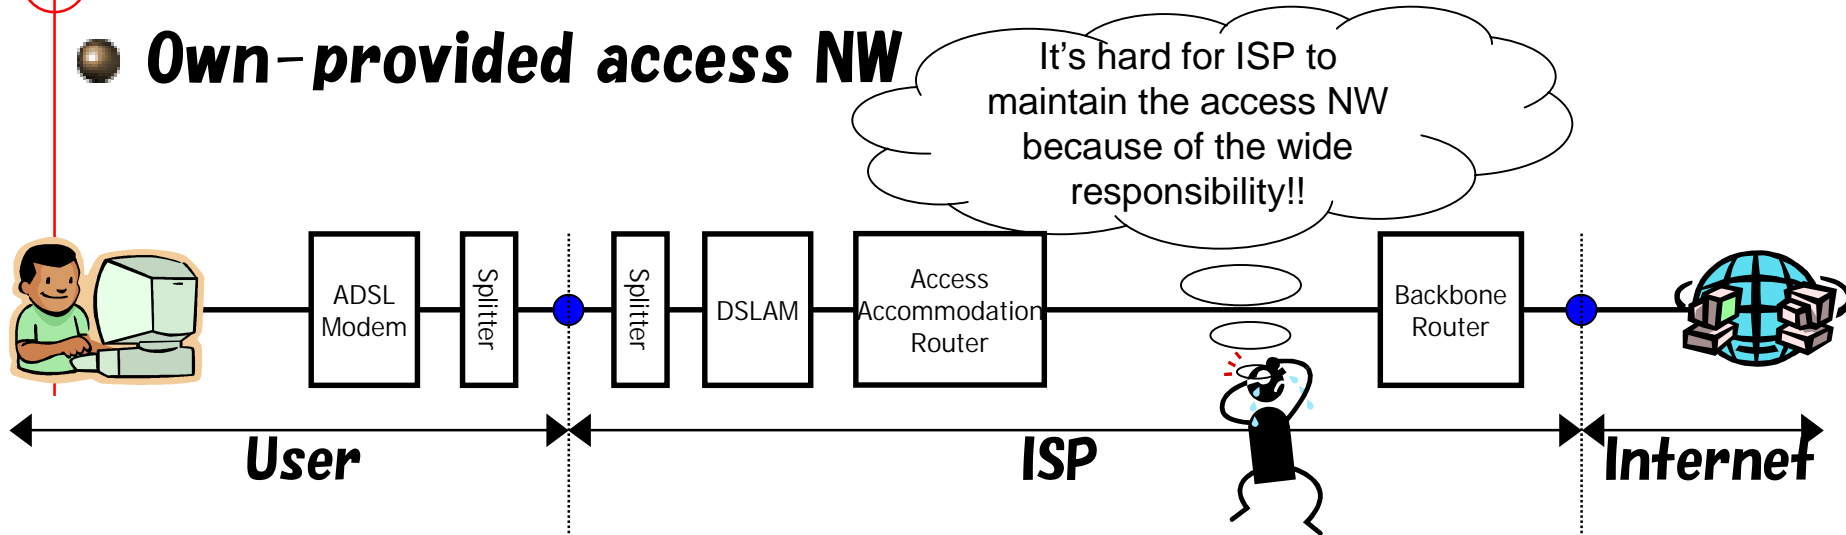 Own-provided access NW
It's hard for ISP to
maintain the access NW
because of the wide
responsibility!!
ADSL
Modem
Splitter
Splitter
DSLAM
Access
Accommodation
Router
Backbone
Router
User
ISP
Internet